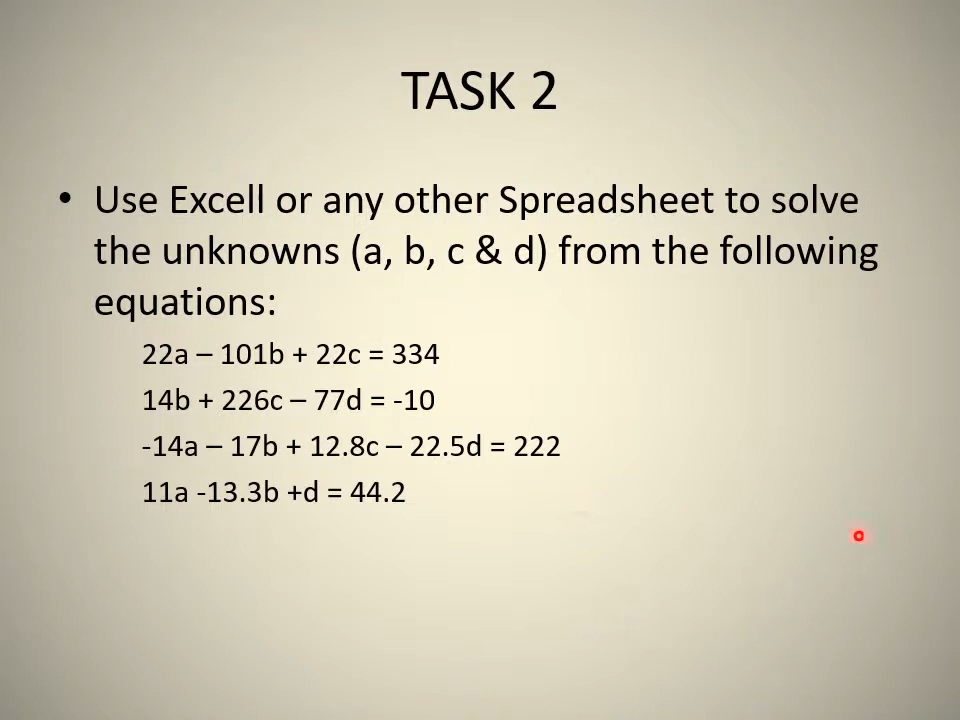 TASK 2
• Use Excell or any other Spreadsheet to solve
the unknowns (a, b, c & d) from the following
equations:
22a – 101b + 22c = 334
14b + 226c – 77d = -10
-14a – 17b + 12.8c – 22.5d = 222
11a -13.3b +d = 44.2